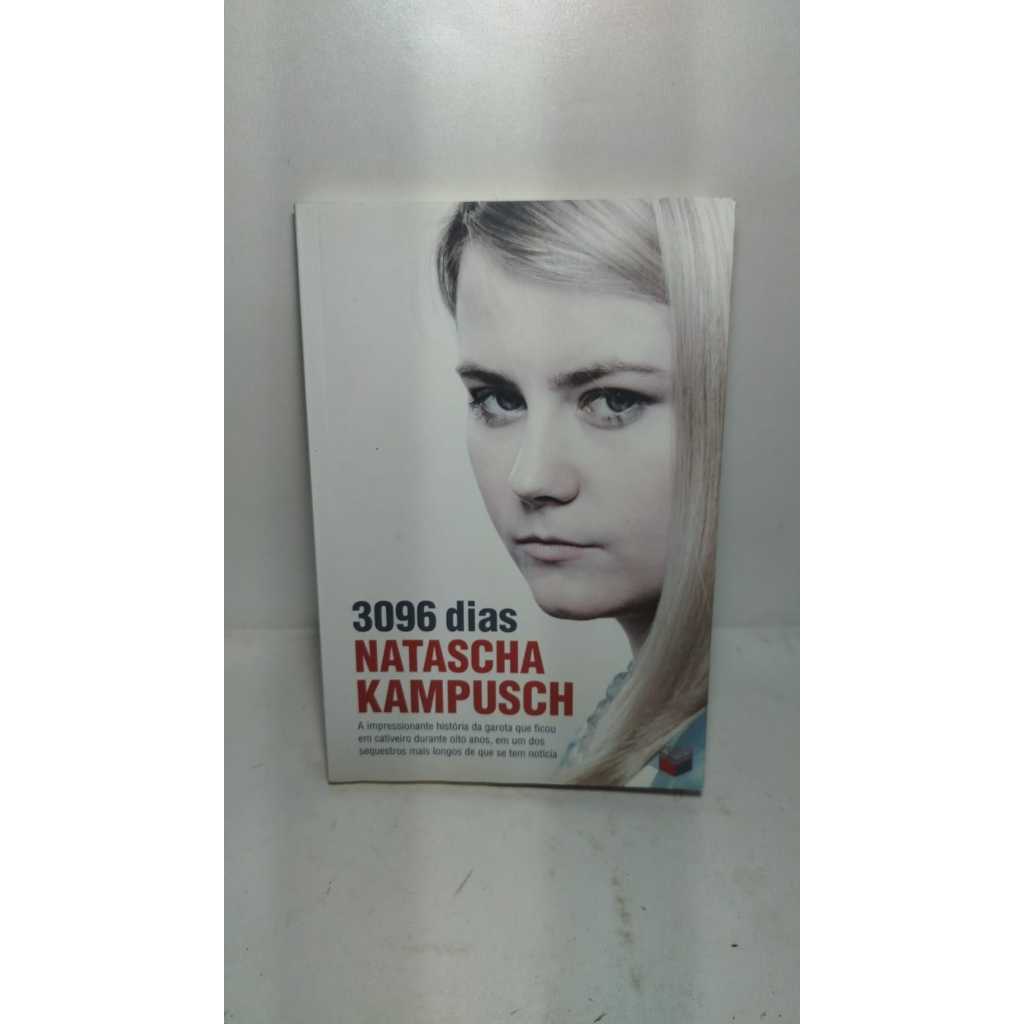 3096 dias
NATASCHA
KAMPUSCH
A impressionante história da garota que ficou
em cativeiro durante oito anos, em um dos
sequestros mais longos de que se tem notícia